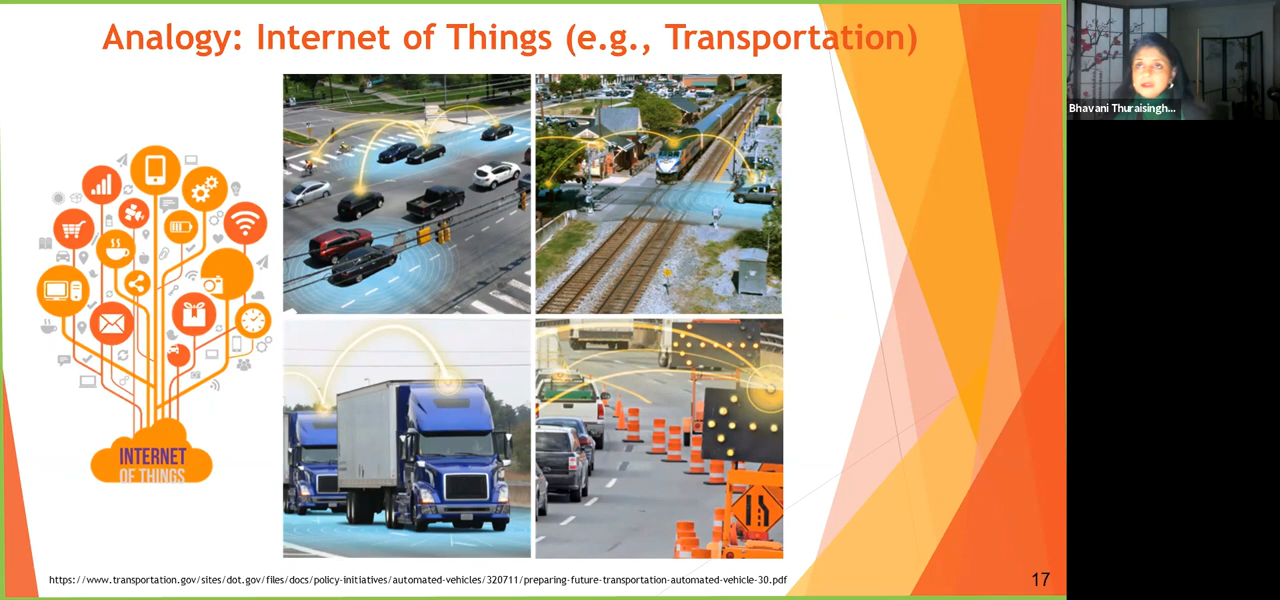 Analogy: Internet of Things (e.g., Transportation)
Bhavani Thuraisingh...
INTERNET
OF THINGS
https://www.transportation.gov/sites/dot.gov/files/docs/policy-initiatives/automated-vehicles/320711/preparing-future-transportation-automated-vehicle-30.pdf
17